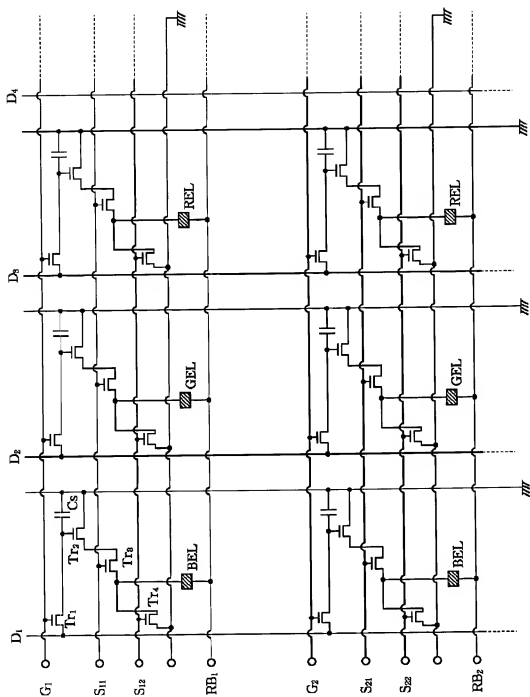 D₁ D₂ D₃ D₄
G₁
Tr₁
Cs
Tr₂
S₁₁
Tr₃
S₁₂
Tr₄
BEL GEL REL
RB₁
G₂
S₂₁
S₂₂
BEL GEL REL
RB₂